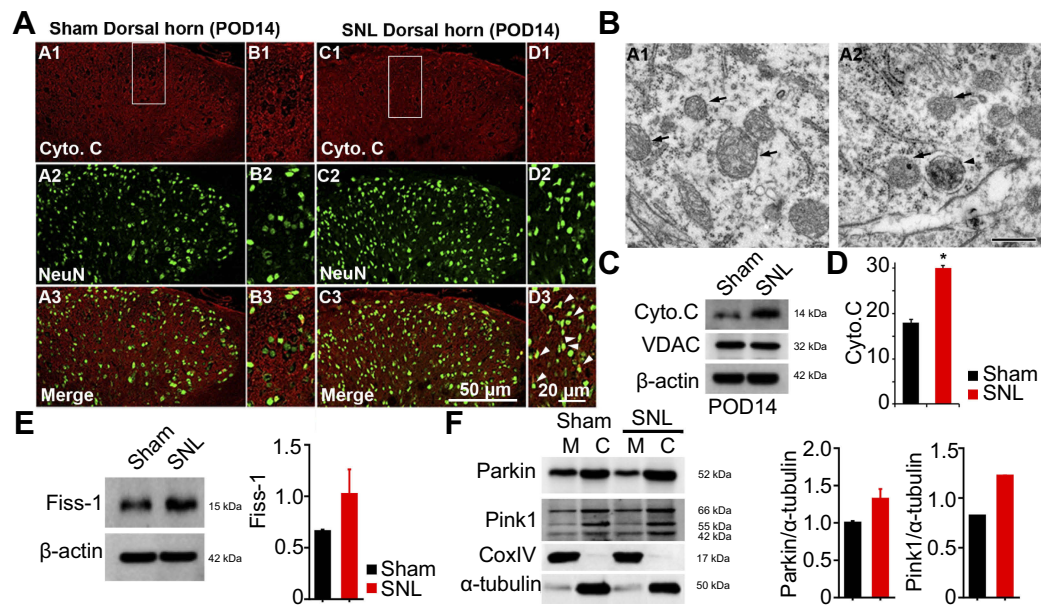 A
Sham Dorsal horn (POD14)
SNL Dorsal horn (POD14)
A1
B1
C1
D1
Cyto. C
Cyto. C
A2
B2
C2
D2
NeuN
NeuN
A3
B3
C3
D3
Merge
Merge
50 µm
20 µm
B
A1
A2
C
Sham
SNL
Cyto.C
14 kDa
VDAC
32 kDa
β-actin
42 kDa
POD14
D
Cyto.C
30
20
10
0
*
Sham
SNL
E
Sham
SNL
Fiss-1
15 kDa
β-actin
42 kDa
Fiss-1
1.5
1.0
0.5
0
Sham
SNL
F
Sham
SNL
M C M C
Parkin
52 kDa
Pink1
66 kDa
55 kDa
42 kDa
CoxIV
17 kDa
α-tubulin
50 kDa
Parkin/α-tubulin
2.0
1.5
1.0
0.5
0
Pink1/α-tubulin
1.5
1.0
0.5
0